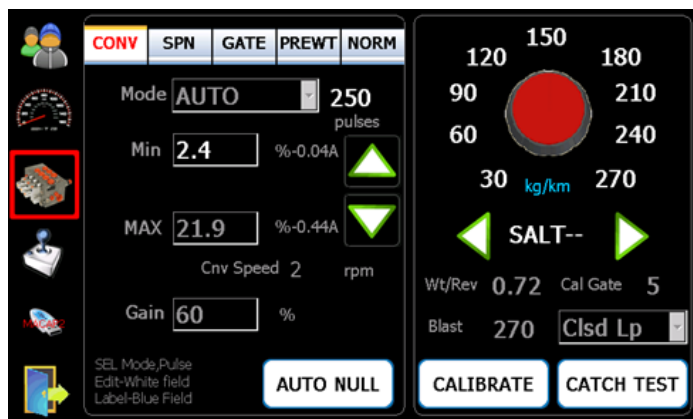 CONV SPN GATE PREWT NORM
Mode AUTO 250
pulses
Min 2.4 %-0.04A
MAX 21.9 %-0.44A
Cnv Speed 2 rpm
Gain 60 %
SEL Mode,Pulse
Edit-White field
Label-Blue Field
AUTO NULL
150
120 180
90 210
60 240
30 kg/km 270
SALT--
Wt/Rev 0.72 Cal Gate 5
Blast 270 Clsd Lp
CALIBRATE CATCH TEST